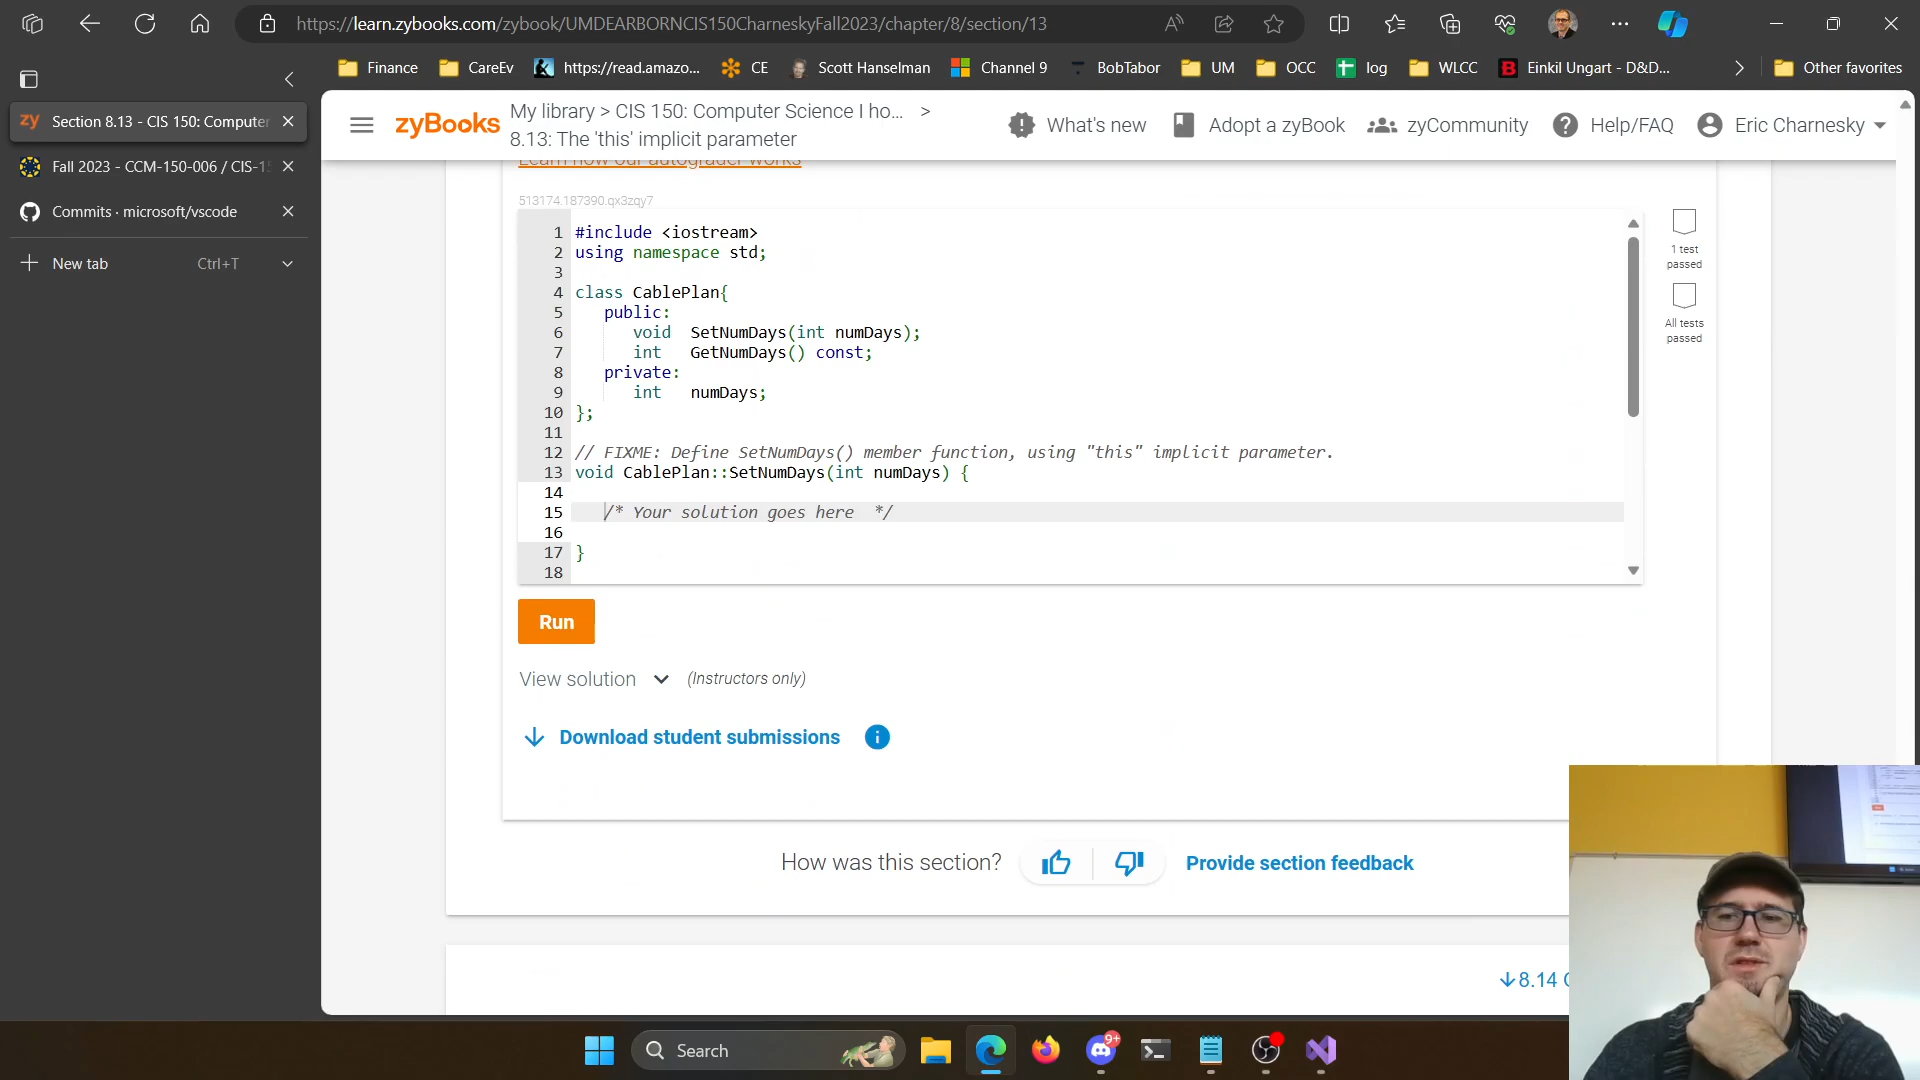 https://learn.zybooks.com/zybook/UMDEARBORNCIS150CharneskyFall2023/chapter/8/section/13
Finance
CareEv
https://read.amazo...
CE
Scott Hanselman
Channel 9
BobTabor
UM
OCC
log
WLCC
Einkil Ungart - D&D...
Other favorites
Section 8.13 - CIS 150: Computer
Fall 2023 - CCM-150-006 / CIS-15
Commits · microsoft/vscode
New tab Ctrl+T
zyBooks
My library > CIS 150: Computer Science I ho... >
8.13: The 'this' implicit parameter
What's new
Adopt a zyBook
zyCommunity
Help/FAQ
Eric Charnesky
Learn how our autograder works
513174.187390.qx3zqy7
1 #include <iostream>
2 using namespace std;
3
4 class CablePlan{
5 public:
6 void SetNumDays(int numDays);
7 int GetNumDays() const;
8 private:
9 int numDays;
10 };
11
12 // FIXME: Define SetNumDays() member function, using "this" implicit parameter.
13 void CablePlan::SetNumDays(int numDays) {
14
15 /* Your solution goes here */
16
17 }
18
1 test
passed
All tests
passed
Run
View solution (Instructors only)
Download student submissions
How was this section?
Provide section feedback
8.14
Search
9+